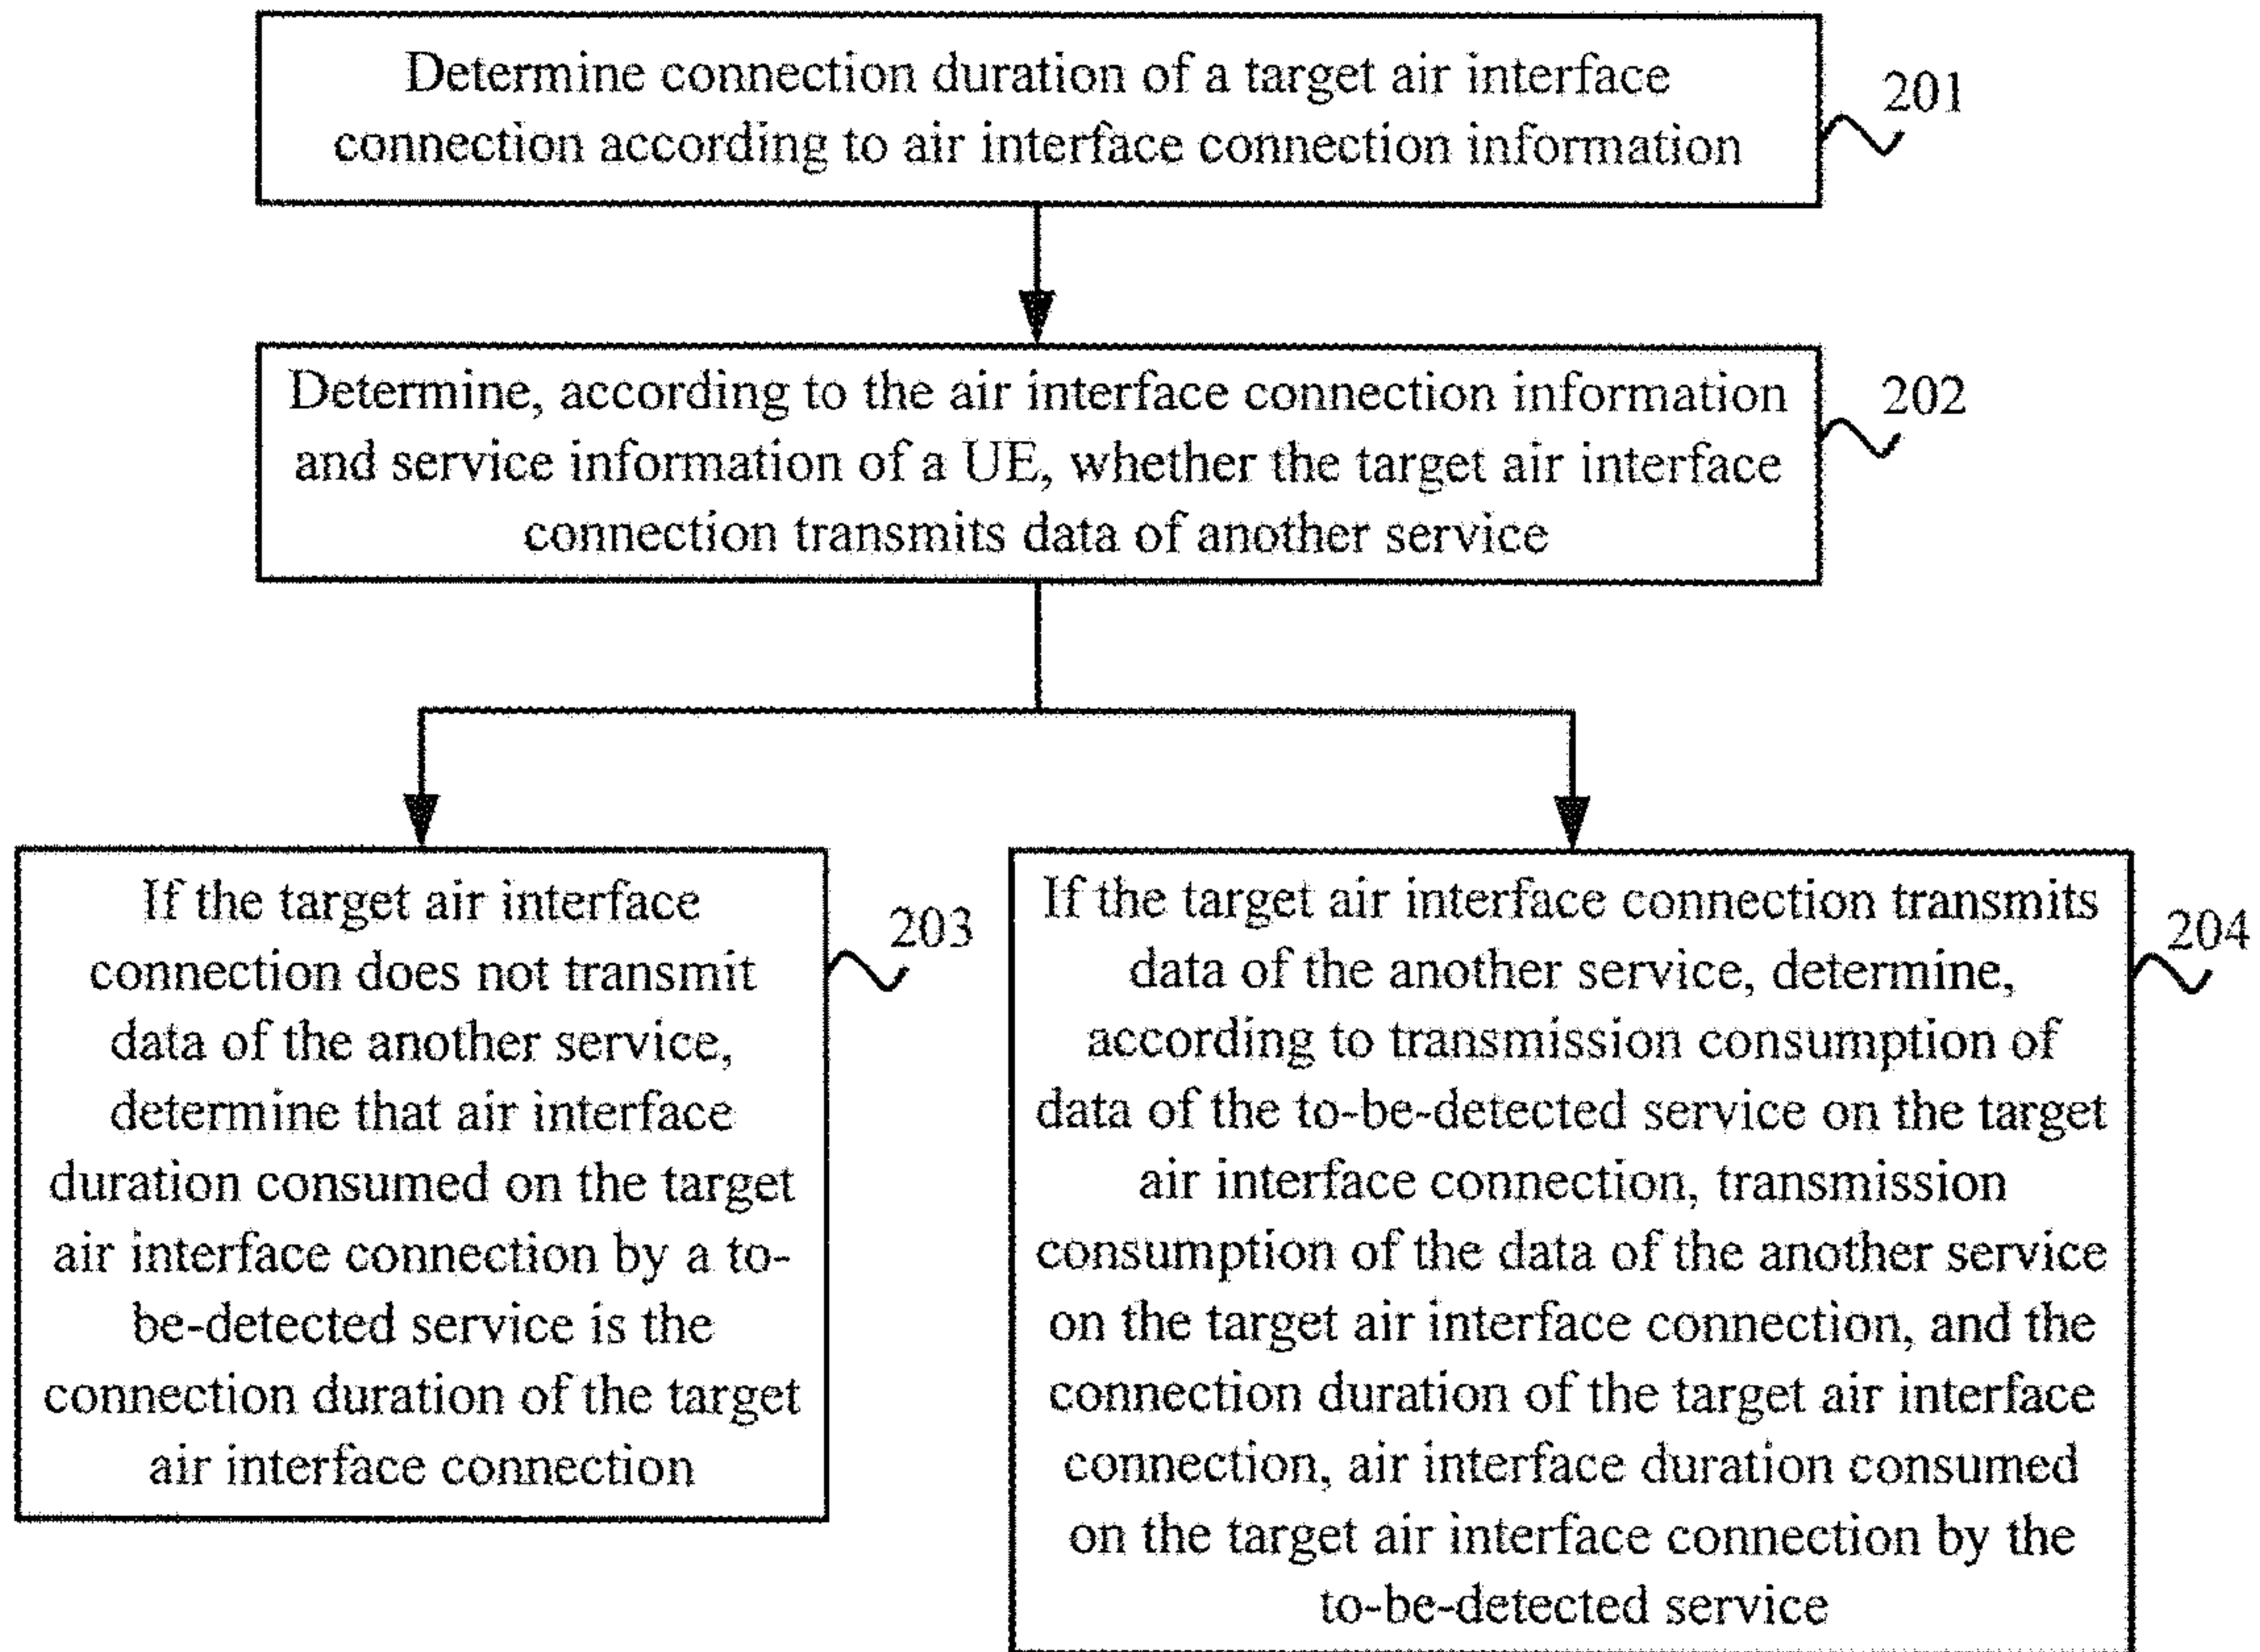 Determine connection duration of a target air interface
connection according to air interface connection information
201
Determine, according to the air interface connection information
and service information of a UE, whether the target air interface
connection transmits data of another service
202
If the target air interface
connection does not transmit
data of the another service,
determine that air interface
duration consumed on the target
air interface connection by a to-
be-detected service is the
connection duration of the target
air interface connection
203
If the target air interface connection transmits
data of the another service, determine,
according to transmission consumption of
data of the to-be-detected service on the target
air interface connection, transmission
consumption of the data of the another service
on the target air interface connection, and the
connection duration of the target air interface
connection, air interface duration consumed
on the target air interface connection by the
to-be-detected service
204